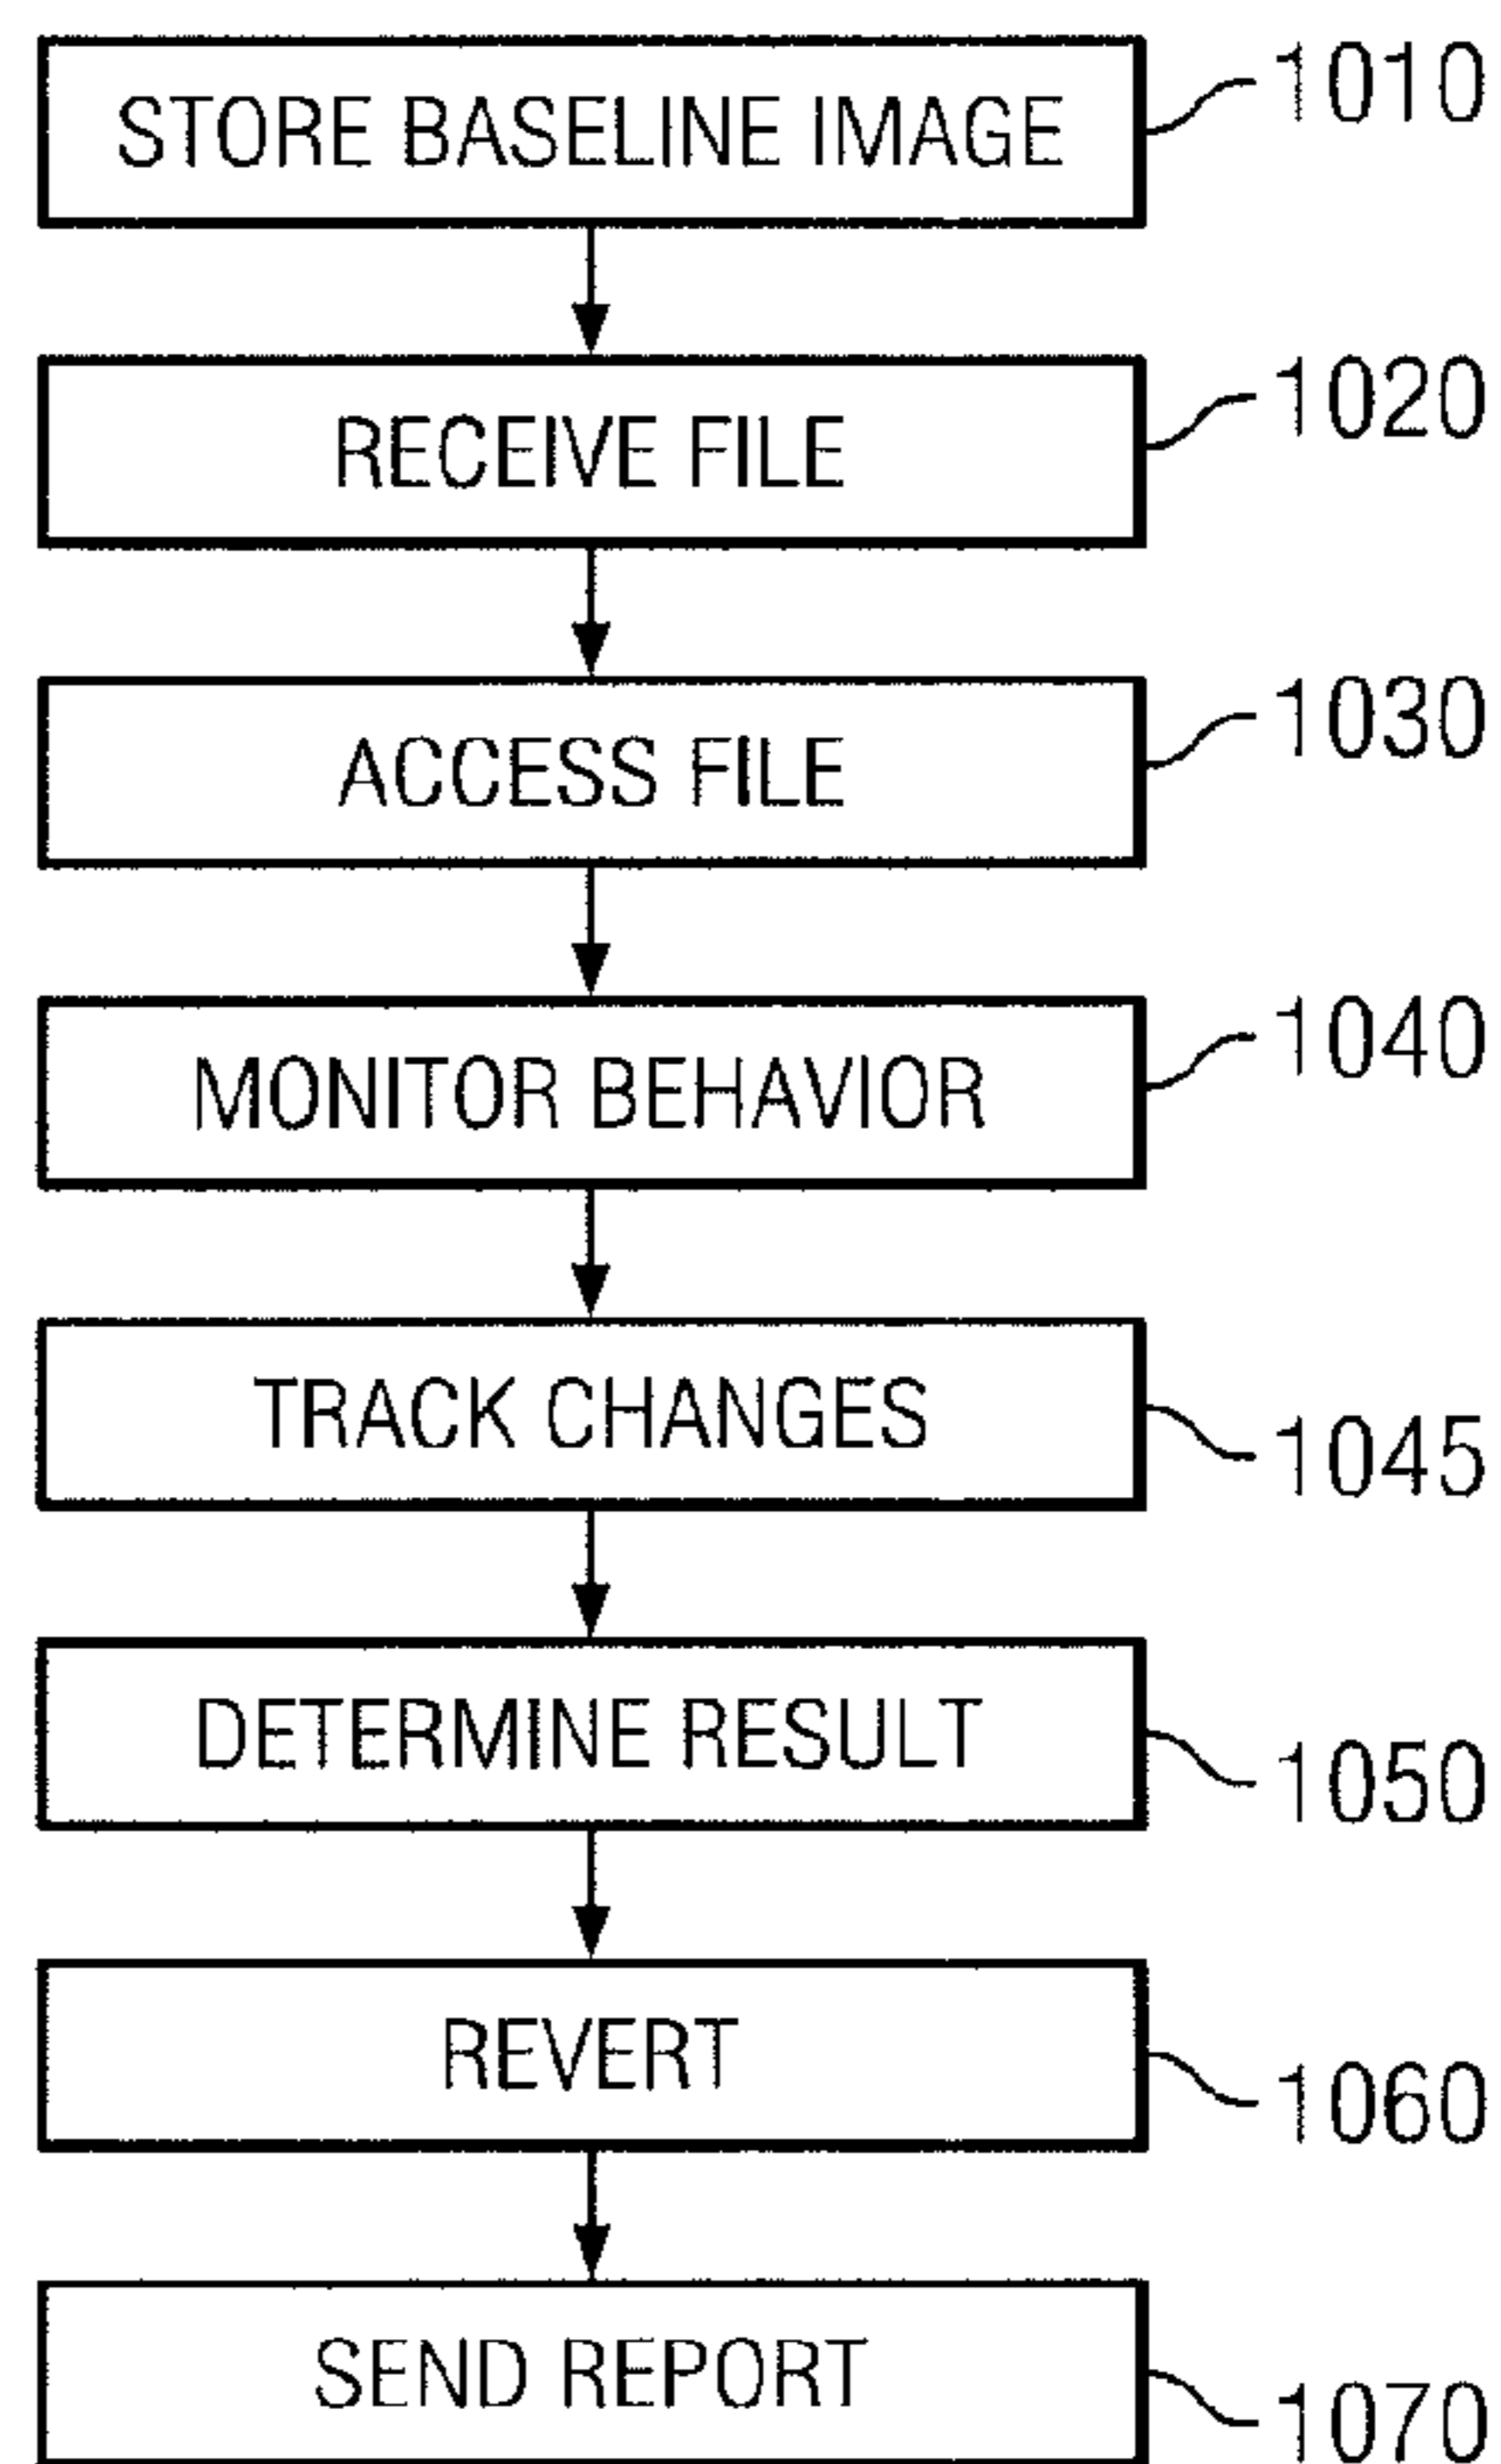 STORE BASELINE IMAGE 1010
RECEIVE FILE 1020
ACCESS FILE 1030
MONITOR BEHAVIOR 1040
TRACK CHANGES 1045
DETERMINE RESULT 1050
REVERT 1060
SEND REPORT 1070